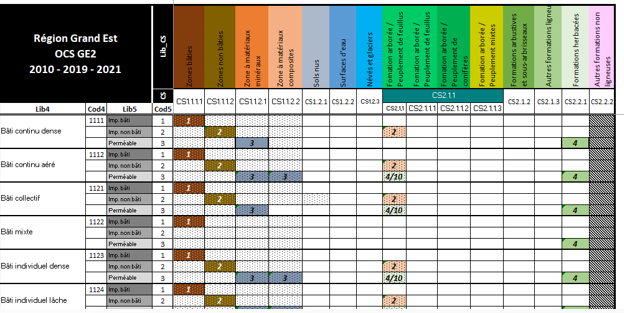 Région Grand Est
OCS GE2
2010 - 2019 - 2021
Lib_CS
Zones bâties
Zones non bâties
Zone à matériaux minéraux
Zone à matériaux composites
Sols nus
Surfaces d'eau
Névés et glaciers
Fomation arborée / Peuplement de feuillus
Formation arborée / Peuplement de feuillus
Formation arborée / Peuplement de conifères
Fomation arborée / Peuplement mixtes
Formations arbustives et sous-arbrisseaux
Autres formations ligneu
Formations herbacées
Autres formations non ligneuses
CS
CS2.1.1
CS1.1.1.1 CS1.1.1.2 CS1.1.2.1 CS1.1.2.2 CS1.2.1 CS1.2.2 CS1.2.3 CS2.1.1 CS2.1.1.1 CS2.1.1.2 CS2.1.1.3 CS2.1.2 CS2.1.3 CS2.2.1 CS2.2.2
Lib4 Cod4 Lib5 Cod5
1111 Imp. bâti 1 1
Bâti continu dense Imp. non bâti 2 2 2
Perméable 3 3 4
1112 Imp. bâti 1 1
Bâti continu aéré Imp. non bâti 2 2 2
Perméable 3 3 3 4/10 4
1121 Imp. bâti 1 1
Bâti collectif Imp. non bâti 2 2 2
Perméable 3 3 4/10 4
1122 Imp. bâti 1 1
Bâti mixte Imp. non bâti 2
Perméable 3 4
1123 Imp. bâti 1 1
Bâti individuel dense Imp. non bâti 2 2 2
Perméable 3 3 3 4/10 4
1124 Imp. bâti 1 1
Bâti individuel lâche Imp. non bâti 2 2 2